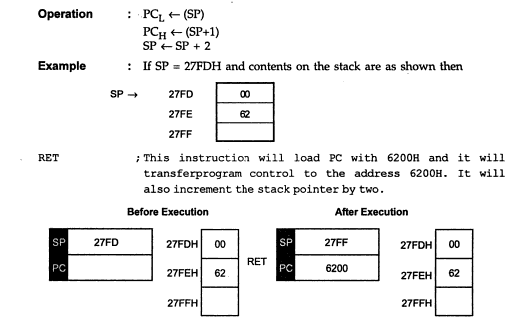 Operation : PCL ← (SP)
PCH ← (SP+1)
SP ← SP + 2
Example : If SP = 27FDH and contents on the stack are as shown then
SP → 27FD 00
27FE 62
27FF
RET ; This instruction will load PC with 6200H and it will
transferprogram control to the address 6200H. It will
also increment the stack pointer by two.
Before Execution After Execution
SP 27FD 27FDH 00 RET SP 27FF 27FDH 00
PC 27FEH 62 PC 6200 27FEH 62
27FFH 27FFH